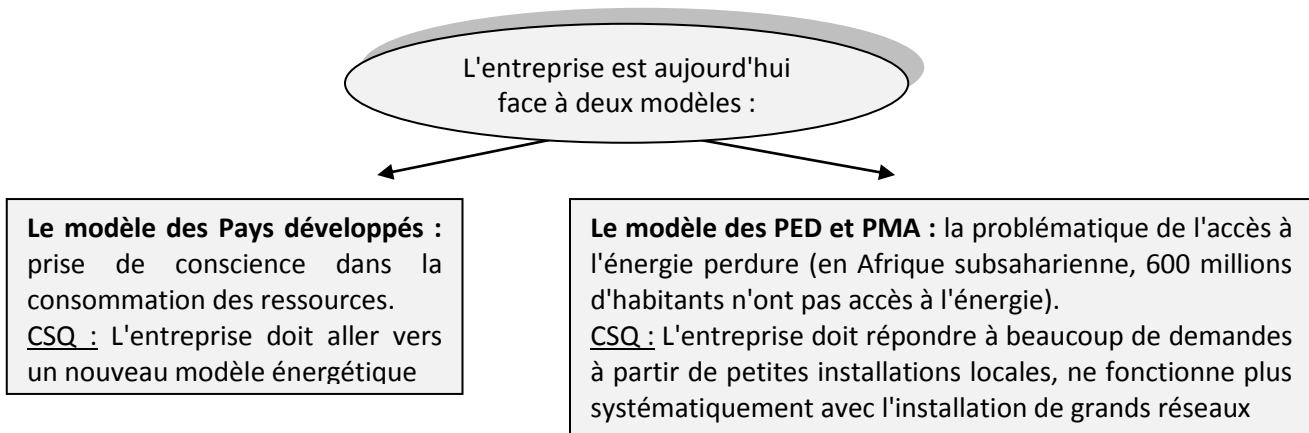 L'entreprise est aujourd'hui
face à deux modèles :
Le modèle des Pays développés :
prise de conscience dans la
consommation des ressources.
CSQ : L'entreprise doit aller vers
un nouveau modèle énergétique
Le modèle des PED et PMA : la problématique de l'accès à
l'énergie perdure (en Afrique subsaharienne, 600 millions
d'habitants n'ont pas accès à l'énergie).
CSQ : L'entreprise doit répondre à beaucoup de demandes
à partir de petites installations locales, ne fonctionne plus
systématiquement avec l'installation de grands réseaux